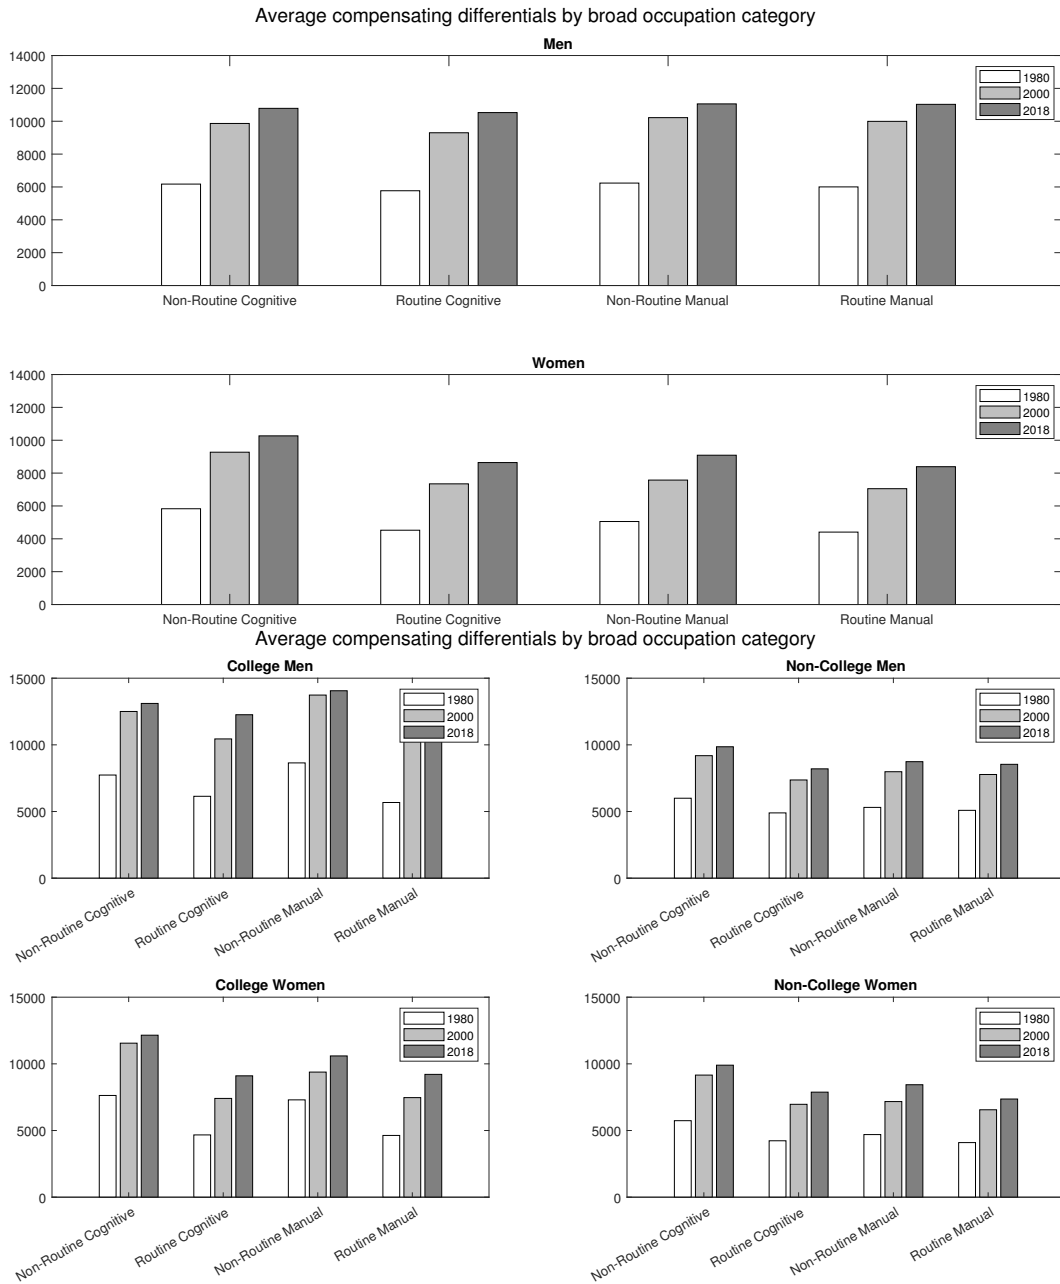 Average compensating differentials by broad occupation category
Men
14000
12000
10000
8000
6000
4000
2000
0
1980
2000
2018
Non-Routine Cognitive
Routine Cognitive
Non-Routine Manual
Routine Manual
Women
14000
12000
10000
8000
6000
4000
2000
0
1980
2000
2018
Non-Routine Cognitive
Routine Cognitive
Non-Routine Manual
Routine Manual
Average compensating differentials by broad occupation category
College Men
15000
10000
5000
0
1980
2000
2018
Non-Routine Cognitive
Routine Cognitive
Non-Routine Manual
Routine Manual
Non-College Men
15000
10000
5000
0
1980
2000
2018
Non-Routine Cognitive
Routine Cognitive
Non-Routine Manual
Routine Manual
College Women
15000
10000
5000
0
1980
2000
2018
Non-Routine Cognitive
Routine Cognitive
Non-Routine Manual
Routine Manual
Non-College Women
15000
10000
5000
0
1980
2000
2018
Non-Routine Cognitive
Routine Cognitive
Non-Routine Manual
Routine Manual